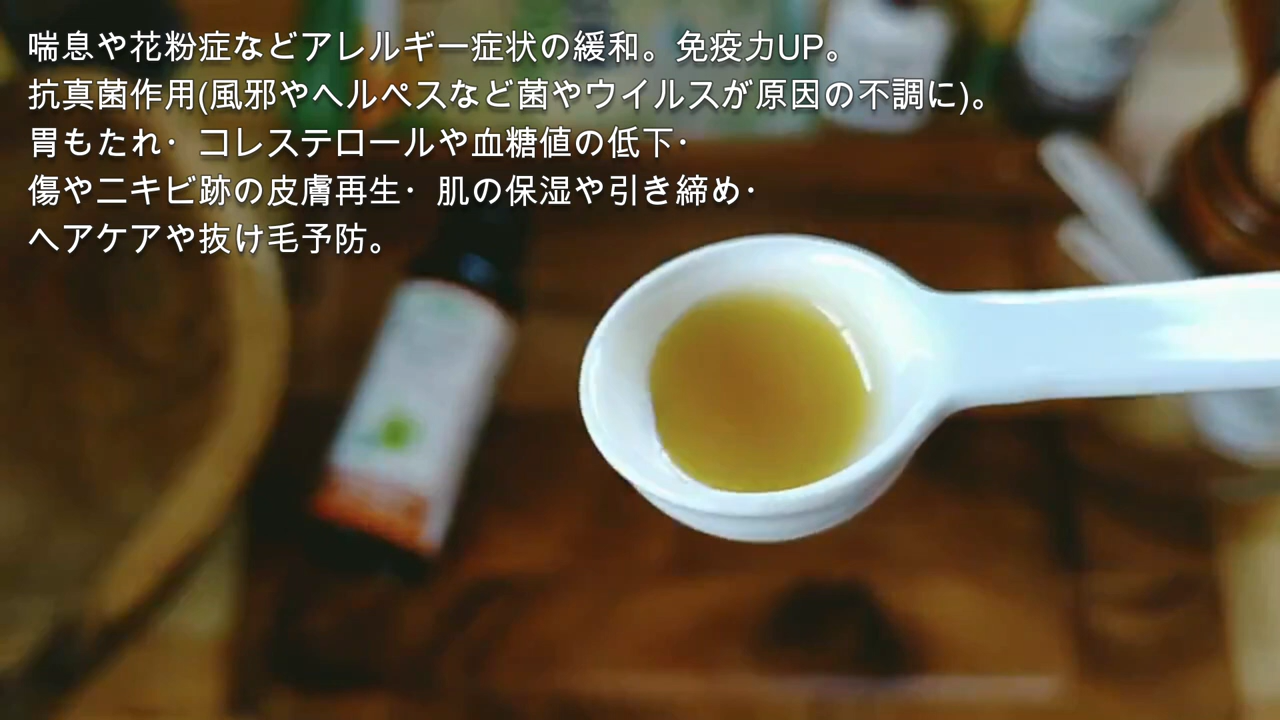 喘息や花粉症などアレルギー症状の緩和。免疫力UP。
抗真菌作用(風邪やヘルペスなど菌やウイルスが原因の不調に)。
胃もたれ・コレステロールや血糖値の低下・
傷やニキビ跡の皮膚再生・肌の保湿や引き締め・
ヘアケアや抜け毛予防。